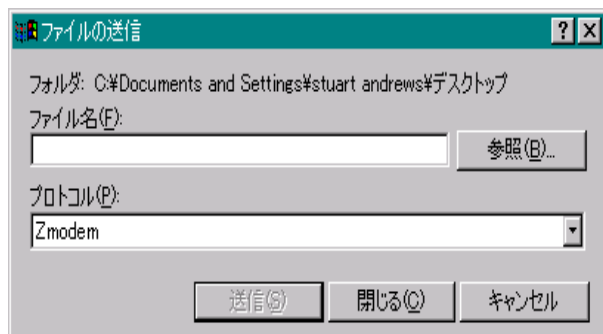 ファイルの送信
フォルダ: C:¥Documents and Settings¥stuart andrews¥デスクトップ
ファイル名(F):
参照(B)...
プロトコル(P):
Zmodem
送信(S)
閉じる(C)
キャンセル